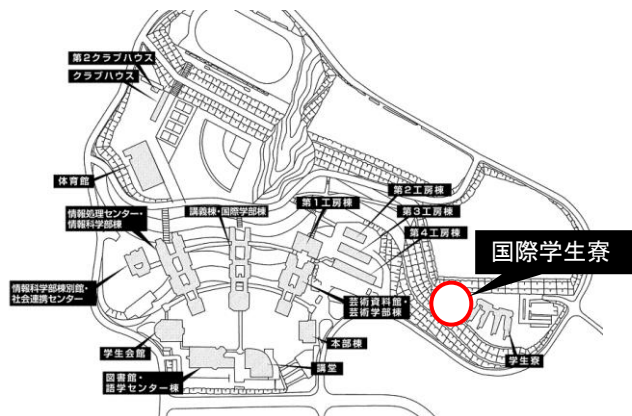 第2クラブハウス
クラブハウス
体育館
情報処理センター・
情報科学部棟
講義棟・国際学部棟
第1工房棟
第2工房棟
第3工房棟
第4工房棟
国際学生寮
情報科学部棟別館・
社会連携センター
芸術資料館・
芸術学部棟
学生会館
本部棟
学生寮
図書館・
語学センター棟
講堂